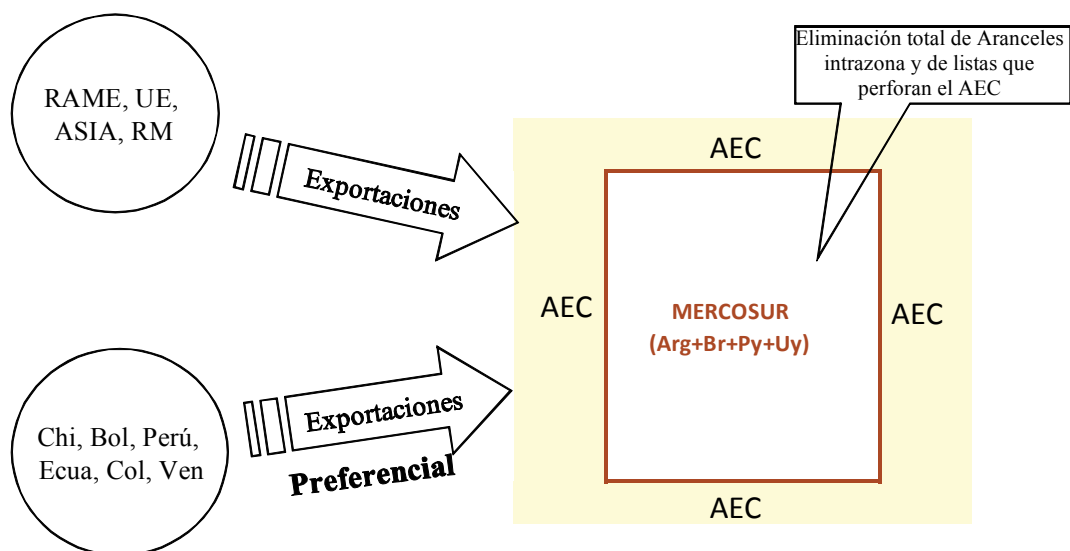 Eliminación total de Aranceles
intrazona y de listas que
perforan el AEC
RAME, UE,
ASIA, RM
Exportaciones
AEC
AEC
MERCOSUR
(Arg+Br+Py+Uy)
AEC
Chi, Bol, Perú,
Ecua, Col, Ven
Exportaciones
Preferencial
AEC